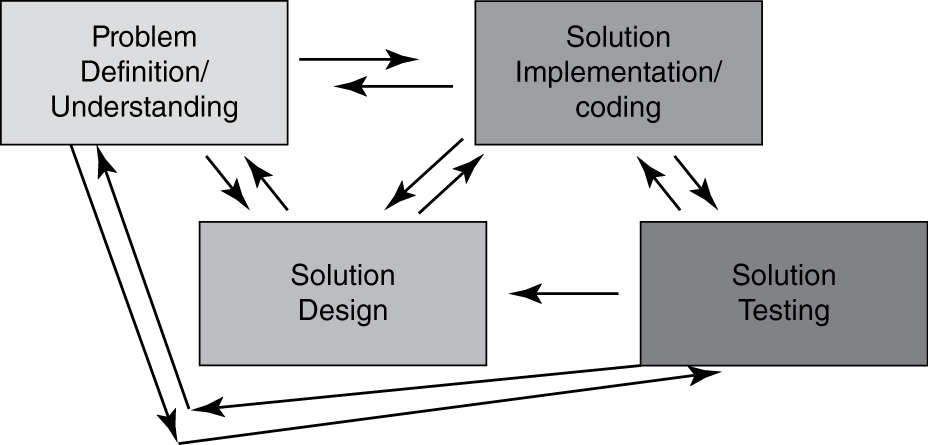 Problem
Definition/
Understanding
Solution
Implementation/
coding
Solution
Design
Solution
Testing